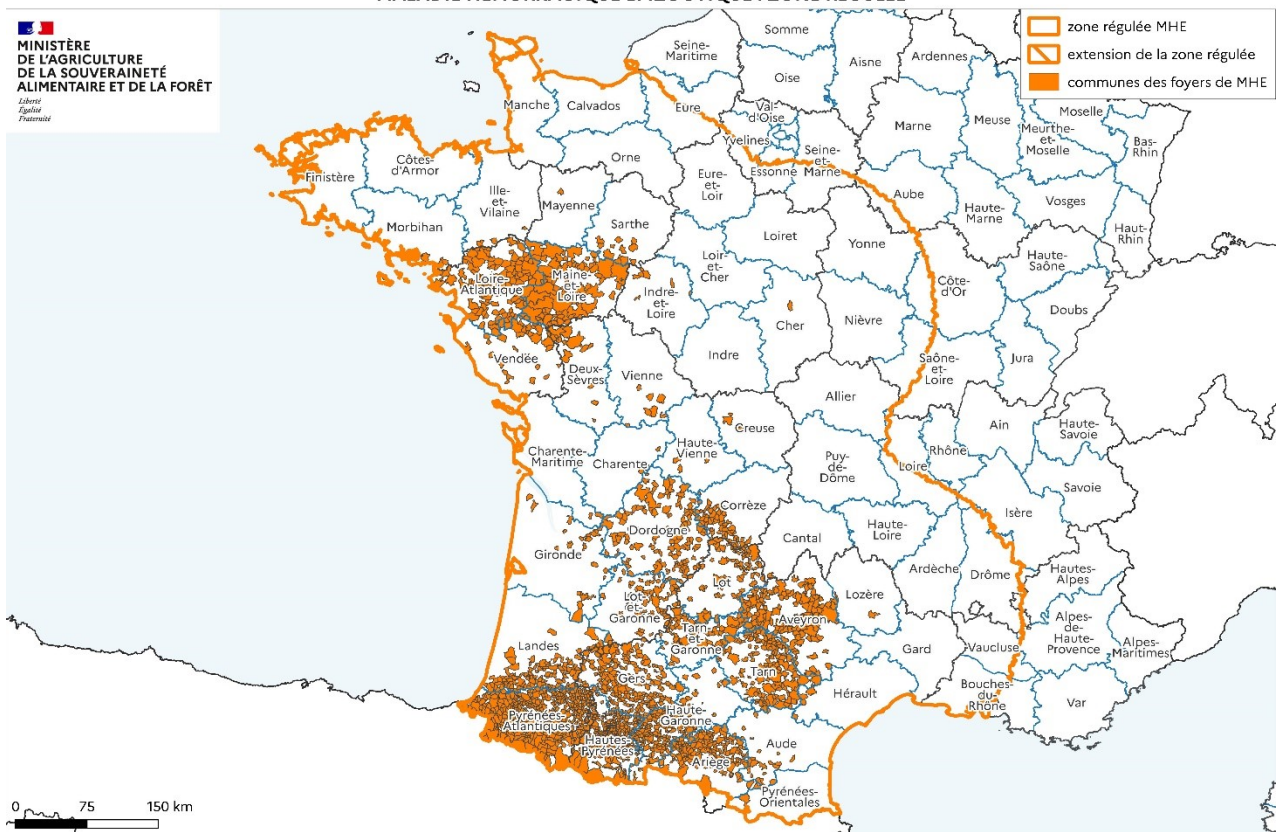 MINISTÈRE
DE L'AGRICULTURE
DE LA SOUVERAINETÉ
ALIMENTAIRE ET DE LA FORÊT
Liberté
Égalité
Fraternité
zone régulée MHE
extension de la zone régulée
communes des foyers de MHE
Somme
Seine-
Maritime
Oise
Aisne
Ardennes
Manche
Calvados
Eure
Val-
d'Oise
Yvelines
Seine-
et-
Marne
Essonne
Marne
Meuse
Moselle
Meurthe-
et-
Moselle
Bas-
Rhin
Orne
Eure-
et-
Loir
Aube
Haute-
Marne
Vosges
Haut-
Rhin
Finistère
Côtes-
d'Armor
Ille-
et-
Vilaine
Morbihan
Mayenne
Sarthe
Loiret
Yonne
Loir-
et-
Cher
Côte-
d'Or
Haute-
Saône
Doubs
Loire-
Atlantique
Maine-
et-
Loire
Indre-
et-
Loire
Cher
Nièvre
Indre
Saône-
et-
Loire
Jura
Vendée
Deux-
Sèvres
Vienne
Allier
Ain
Haute-
Savoie
Charente-
Maritime
Charente
Haute-
Vienne
Creuse
Puy-
de-
Dôme
Loire
Rhône
Savoie
Isère
Corrèze
Dordogne
Gironde
Cantal
Haute-
Loire
Ardèche
Drôme
Hautes-
Alpes
Lot
Lot-
et-
Garonne
Aveyron
Lozère
Alpes-
de-
Haute-
Provence
Alpes-
Maritimes
Tarn-
et-
Garonne
Landes
Gers
Tarn
Gard
Vaucluse
Hérault
Bouches-
du-
Rhône
Var
Pyrénées-
Atlantiques
Hautes-
Pyrénées
Haute-
Garonne
Ariège
Aude
Pyrénées-
Orientales
0 75 150 km